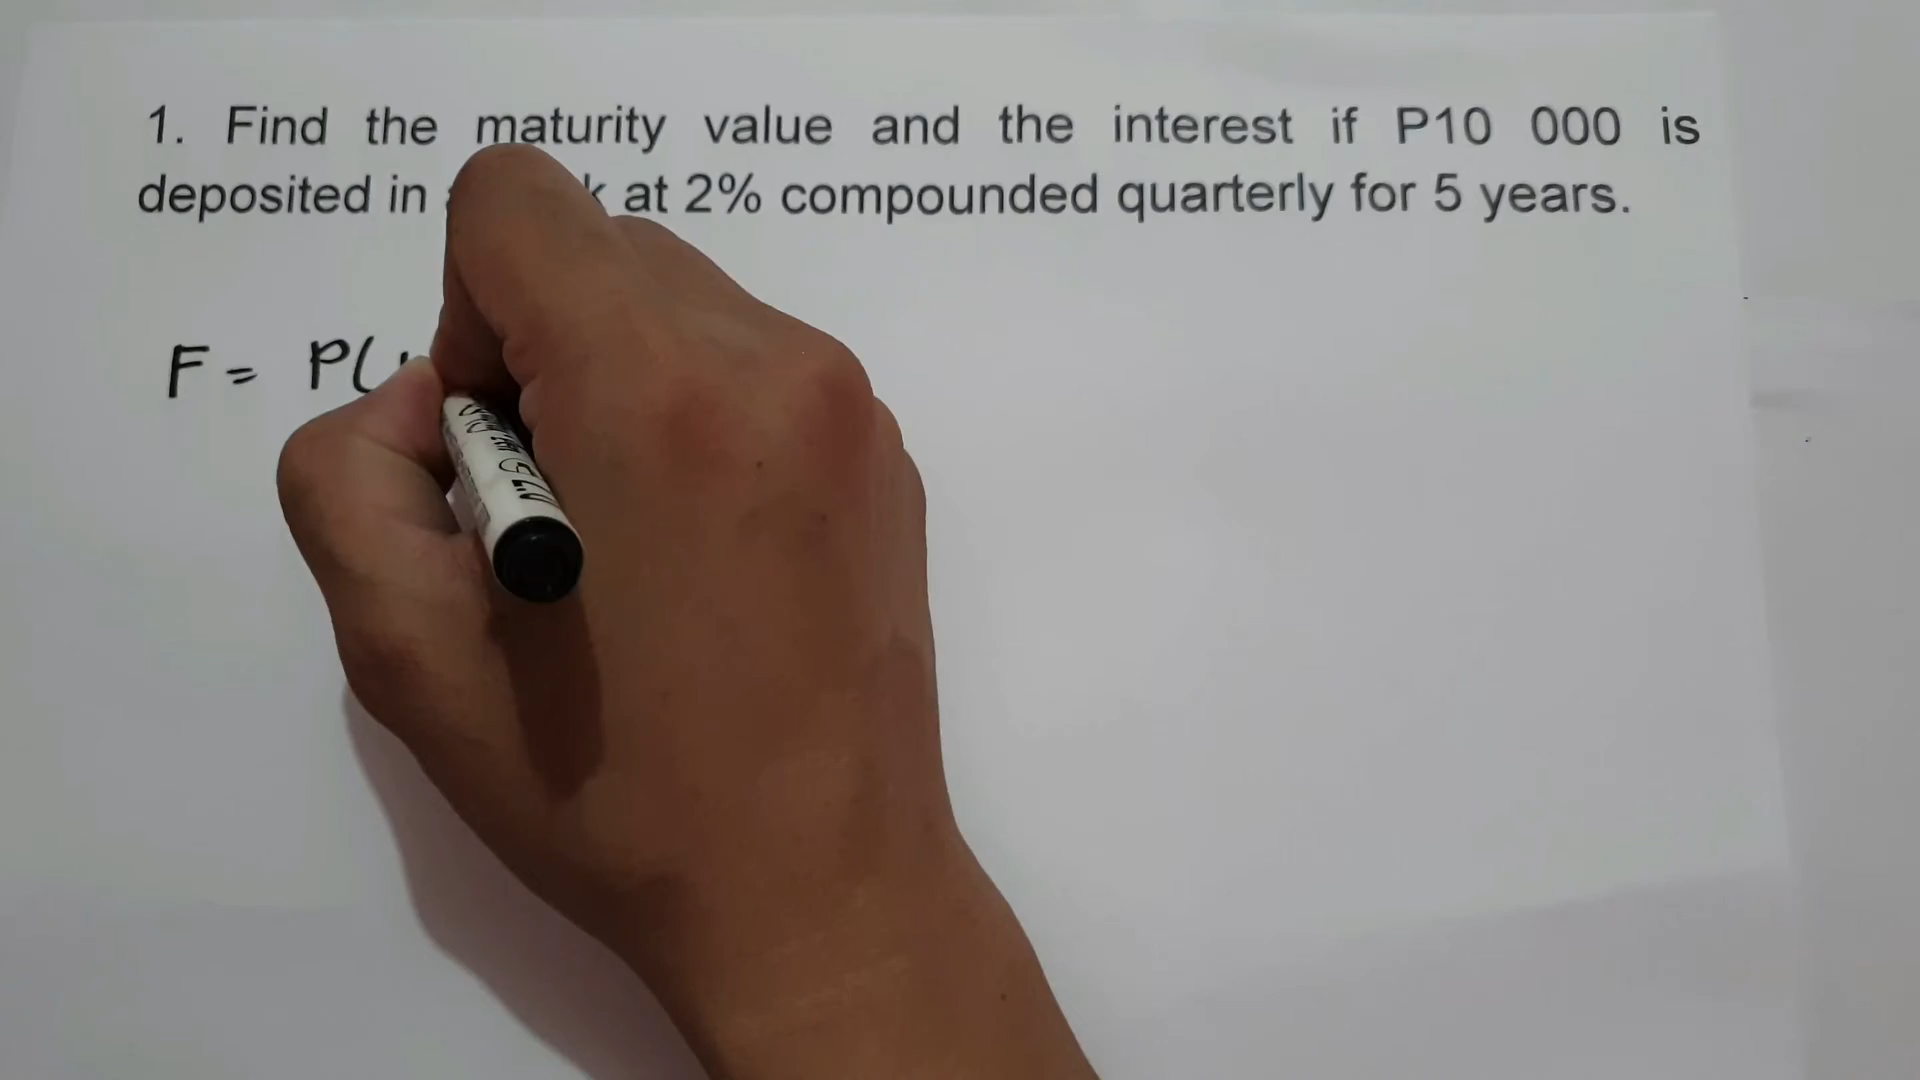 1. Find the maturity value and the interest if P10 000 is
deposited in at 2% compounded quarterly for 5 years.
F = P(